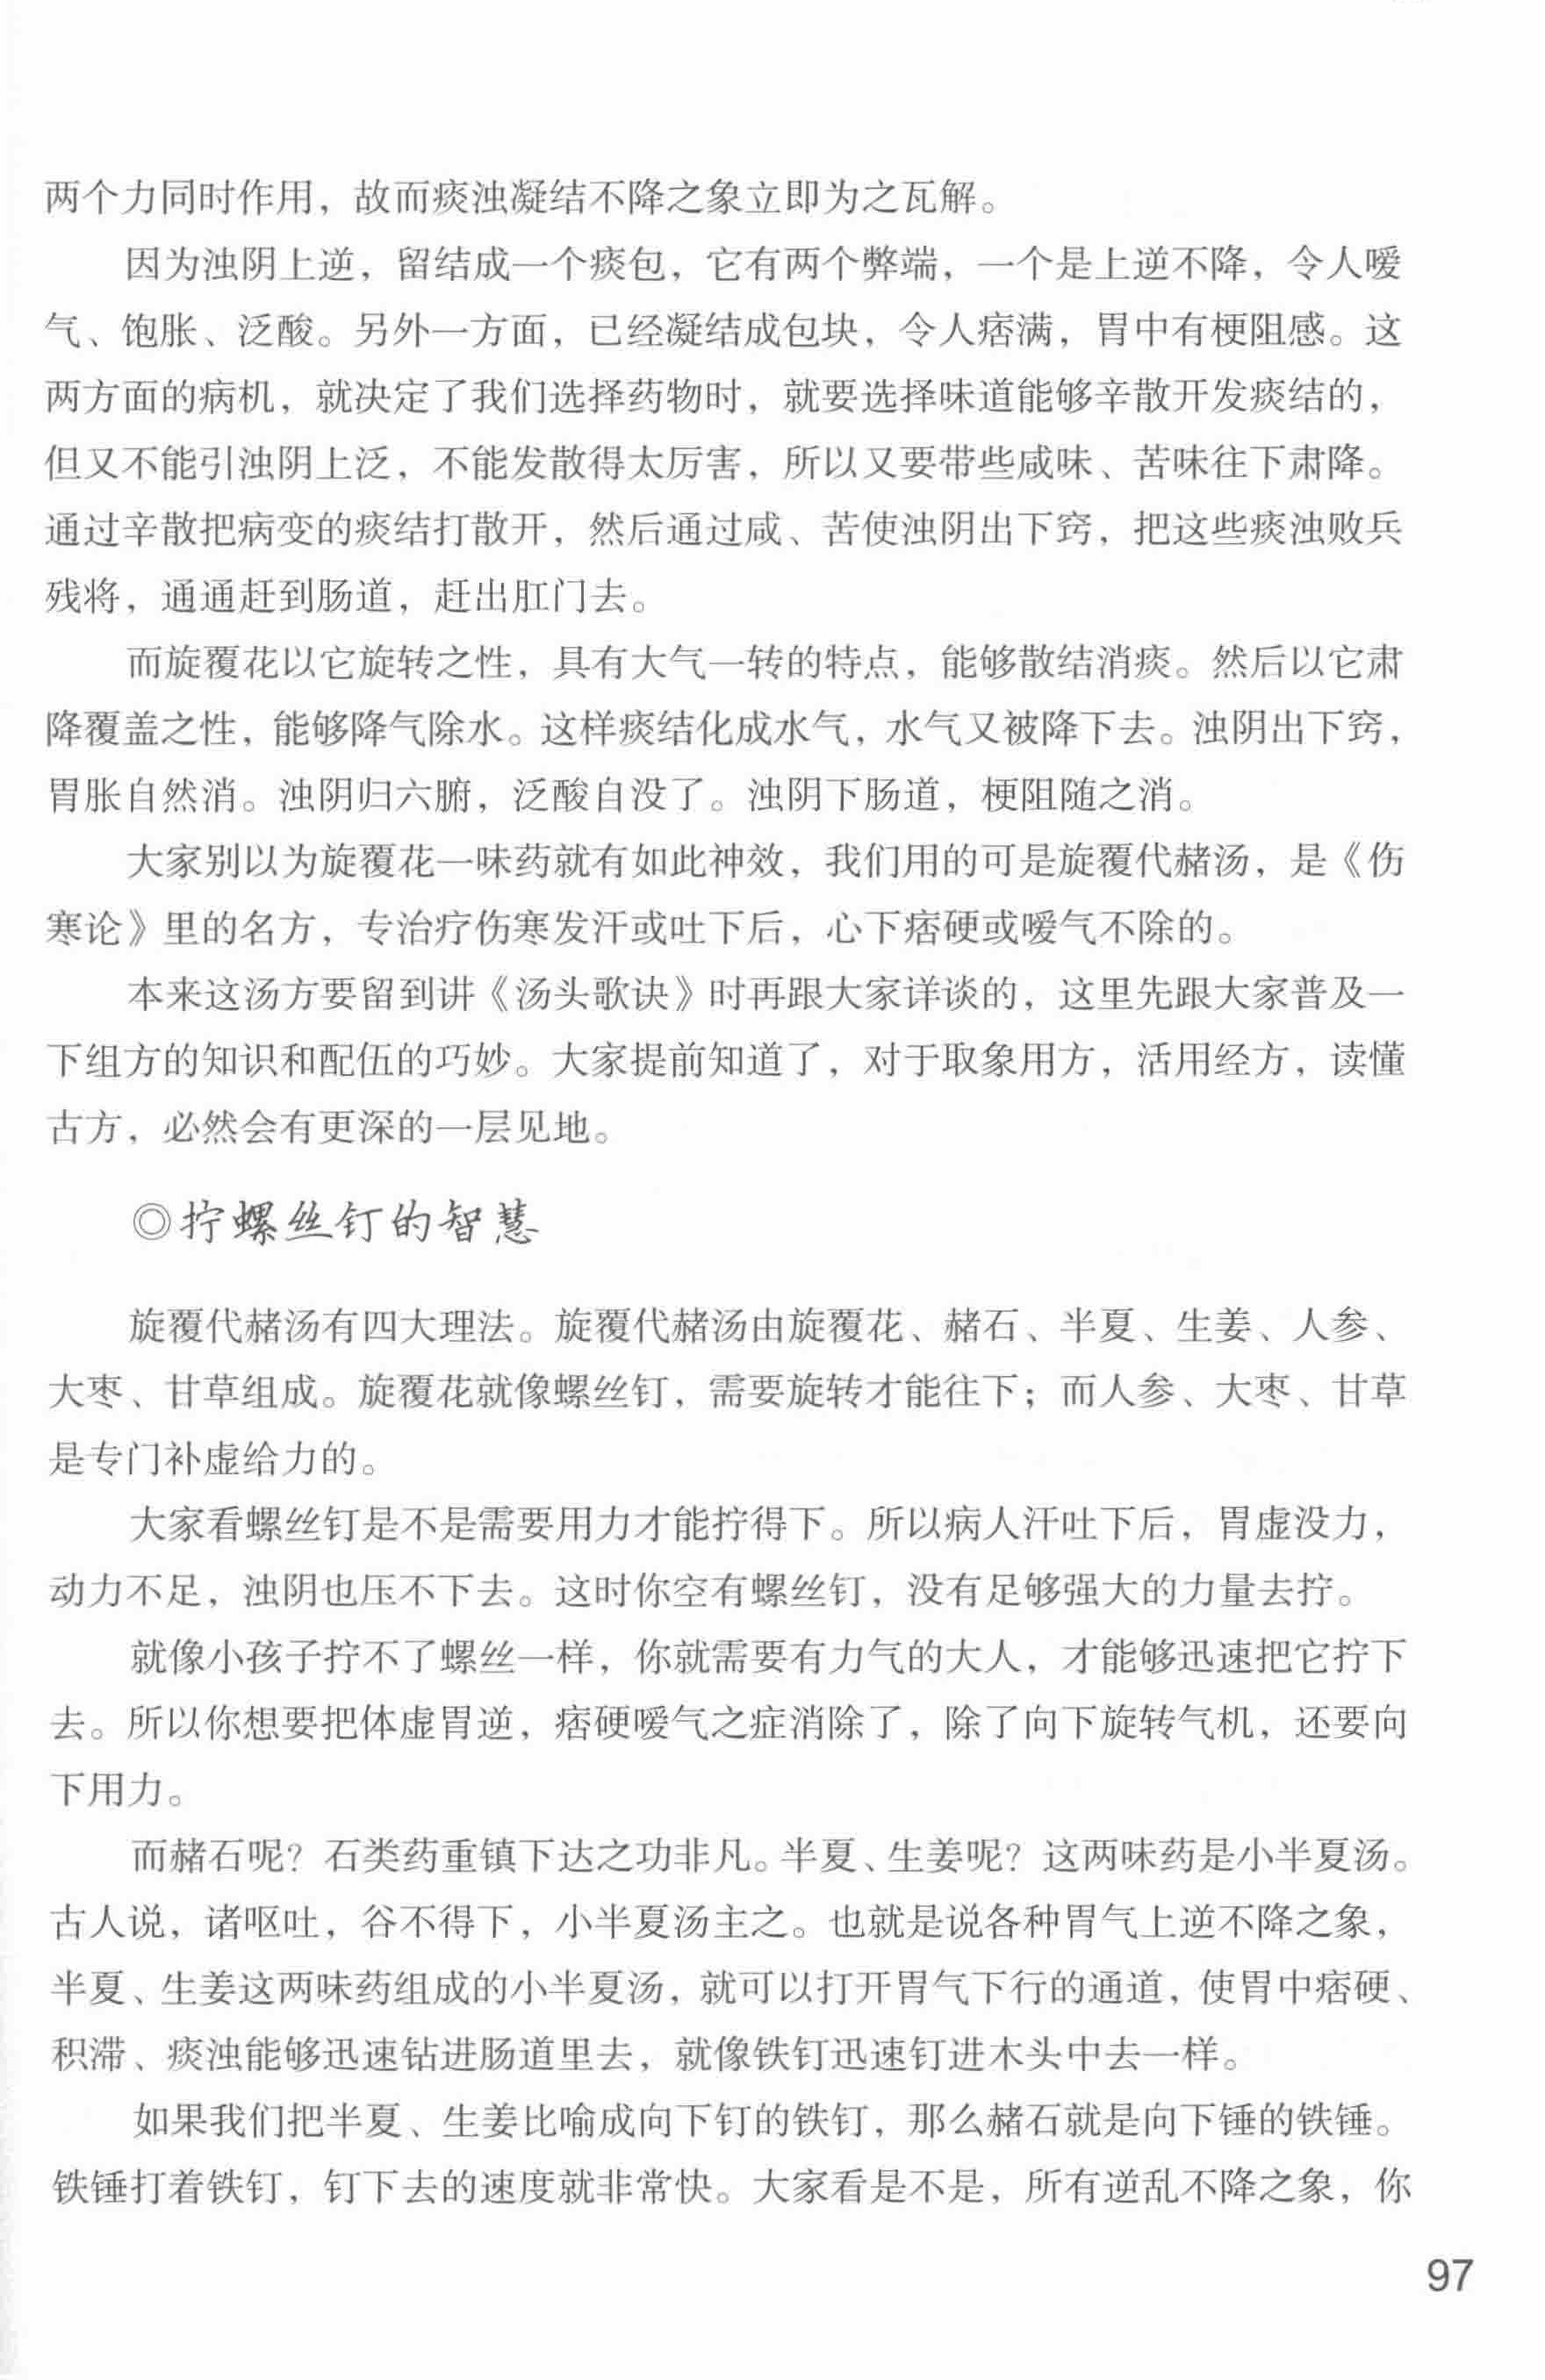 两个力同时作用，故而痰浊凝结不降之象立即为之瓦解。
因为浊阴上逆，留结成一个痰包，它有两个弊端，一个是上逆不降，令人嗳
气、饱胀、泛酸。另外一方面，已经凝结成包块，令人痞满，胃中有梗阻感。这
两方面的病机，就决定了我们选择药物时，就要选择味道能够辛散开发痰结的，
但又不能引浊阴上泛，不能发散得太厉害，所以又要带些咸味、苦味往下肃降。
通过辛散把病变的痰结打散开，然后通过咸、苦使浊阴出下窍，把这些痰浊败兵
残将，通通赶到肠道，赶出肛门去。
而旋覆花以它旋转之性，具有大气一转的特点，能够散结消痰。然后以它肃
降覆盖之性，能够降气除水。这样痰结化成水气，水气又被降下去。浊阴出下窍，
胃胀自然消。浊阴归六腑，泛酸自没了。浊阴下肠道，梗阻随之消。
大家别以为旋覆花一味药就有如此神效，我们用的可是旋覆代赭汤，是《伤
寒论》里的名方，专治疗伤寒发汗或吐下后，心下痞硬或嗳气不除的。
本来这汤方要留到讲《汤头歌诀》时再跟大家详谈的，这里先跟大家普及一
下组方的知识和配伍的巧妙。大家提前知道了，对于取象用方，活用经方，读懂
古方，必然会有更深的一层见地。
◎拧螺丝钉的智慧
旋覆代赭汤有四大理法。旋覆代赭汤由旋覆花、赭石、半夏、生姜、人参、
大枣、甘草组成。旋覆花就像螺丝钉，需要旋转才能往下；而人参、大枣、甘草
是专门补虚给力的。
大家看螺丝钉是不是需要用力才能拧得下。所以病人汗吐下后，胃虚没力，
动力不足，浊阴也压不下去。这时你空有螺丝钉，没有足够强大的力量去拧。
就像小孩子拧不了螺丝一样，你就需要有力气的大人，才能够迅速把它拧下
去。所以你想要把体虚胃逆，痞硬嗳气之症消除了，除了向下旋转气机，还要向
下用力。
而赭石呢？石类药重镇下达之功非凡。半夏、生姜呢？这两味药是小半夏汤。
古人说，诸呕吐，谷不得下，小半夏汤主之。也就是说各种胃气上逆不降之象，
半夏、生姜这两味药组成的小半夏汤，就可以打开胃气下行的通道，使胃中痞硬、
积滞、痰浊能够迅速钻进肠道里去，就像铁钉迅速钉进木头中去一样。
如果我们把半夏、生姜比喻成向下钉的铁钉，那么赭石就是向下锤的铁锤。
铁锤打着铁钉，钉下去的速度就非常快。大家看是不是，所有逆乱不降之象，你
97